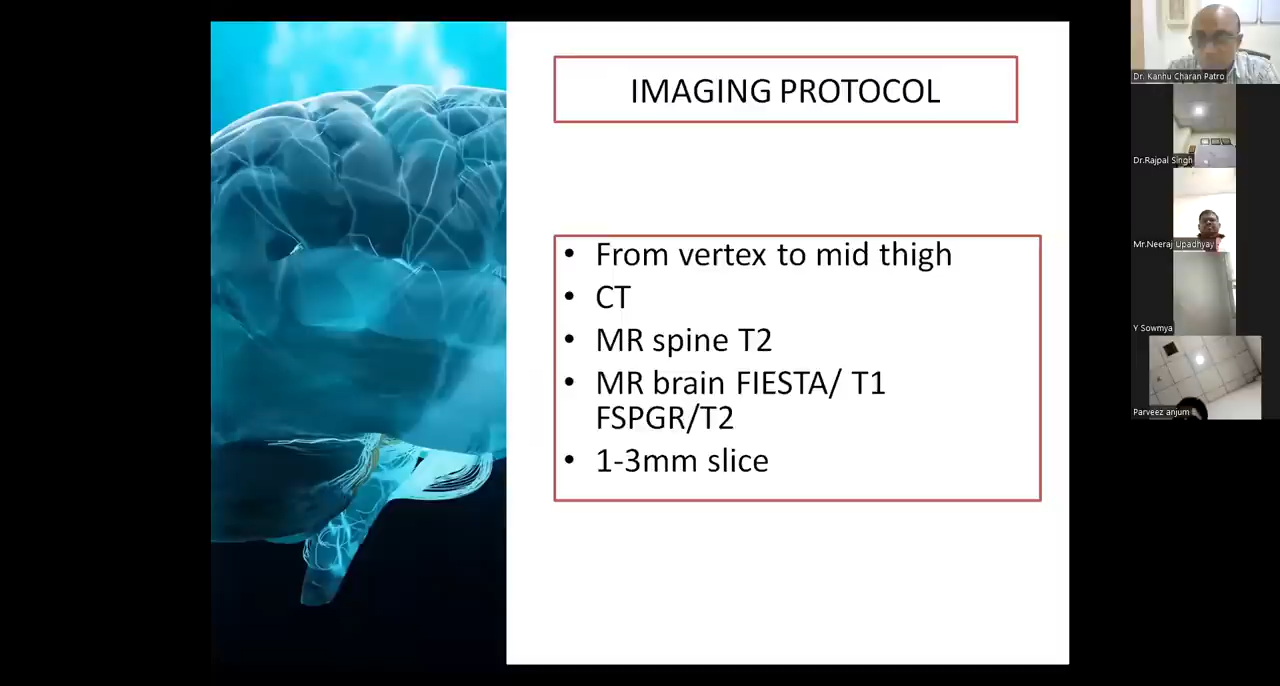 IMAGING PROTOCOL
• From vertex to mid thigh
• CT
• MR spine T2
• MR brain FIESTA/ T1
FSPGR/T2
• 1-3mm slice
Dr. Kanhu Charan Patro
Dr.Rajpal Singh
Mr.Neeraj Upadhyay
Y Sowmya
Parveez anjum